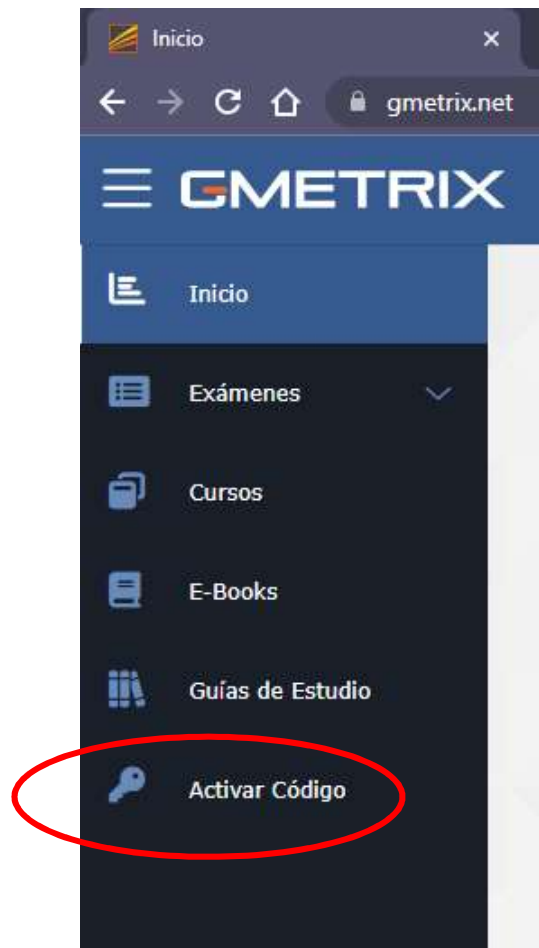 Inicio
gmetrix.net
GMETRIX
Inicio
Exámenes
Cursos
E-Books
Guías de Estudio
Activar Código